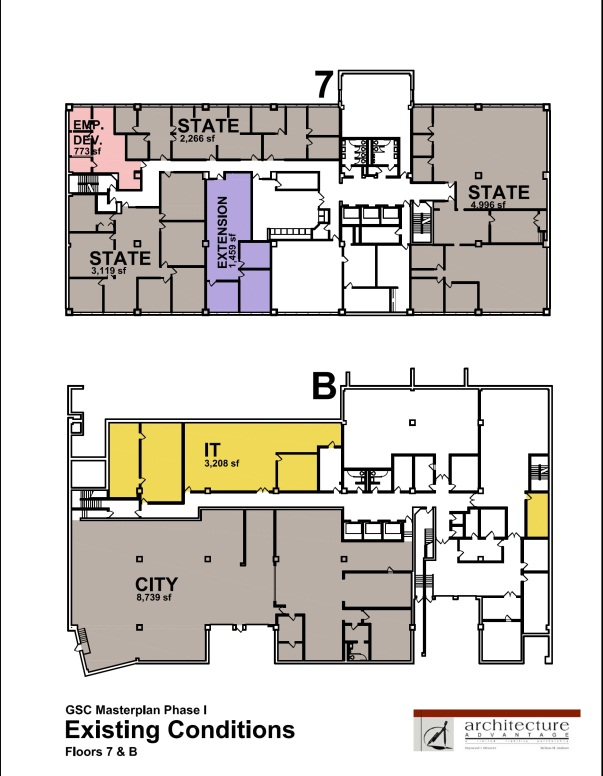 7
EMP.
DEV.
773 sf
STATE
2,266 sf
STATE
4,996 sf
EXTENSION
1,459 sf
STATE
3,119 sf
B
IT
3,208 sf
CITY
8,739 sf
GSC Masterplan Phase I
Existing Conditions
Floors 7 & B
architecture
ADVANTAGE